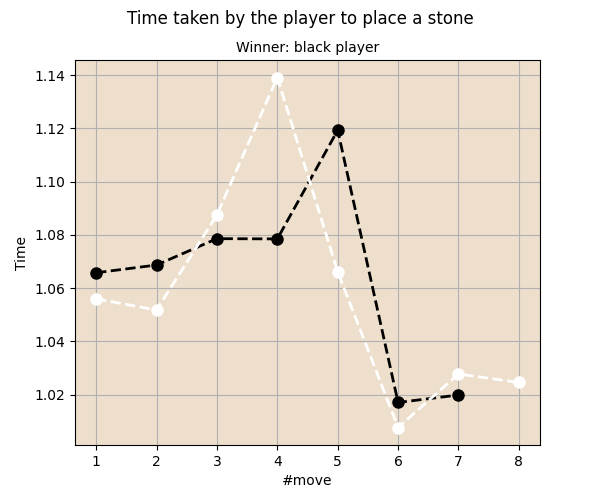 Time taken by the player to place a stone
Winner: black player
1.14
1.12
1.10
1.08
1.06
1.04
1.02
Time
1 2 3 4 5 6 7 8
#move